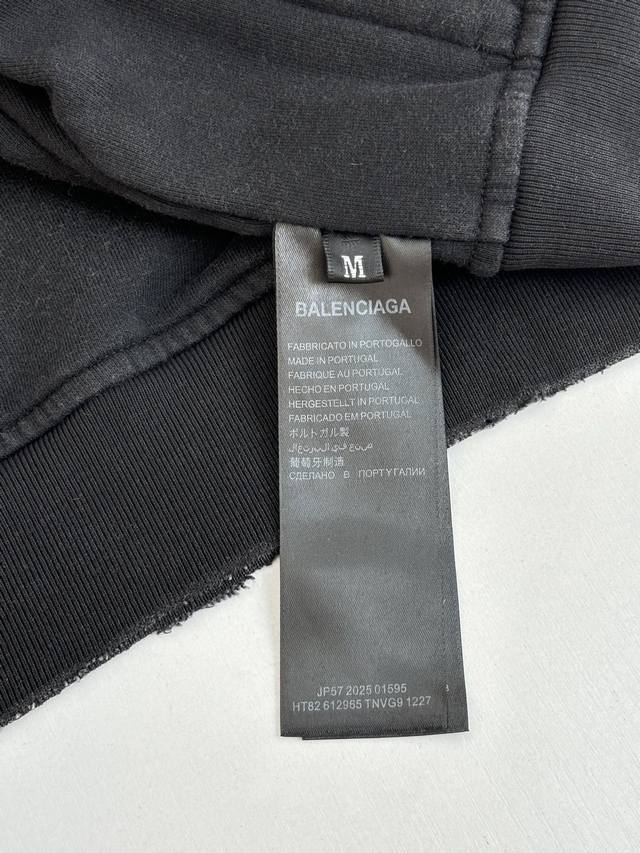 M
BALENCIAGA
FABBRICATO IN PORTOGALLO
MADE IN PORTUGAL
FABRIQUE AU PORTUGAL
HECHO EN PORTUGAL
HERGESTELLT IN PORTUGAL
FABRICADO EM PORTUGAL
ポルトガル製
葡萄牙制造
СДЕЛАНО В ПОРТУГАЛИИ
JP57 2025 01595
HT82 612965 TNVG9 1227